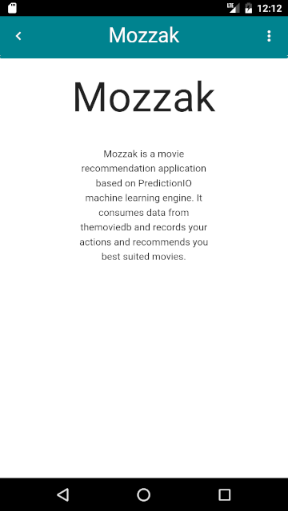 12:12
Mozzak
Mozzak
Mozzak is a movie
recommendation application
based on PredictionIO
machine learning engine. It
consumes data from
themoviedb and records your
actions and recommends you
best suited movies.